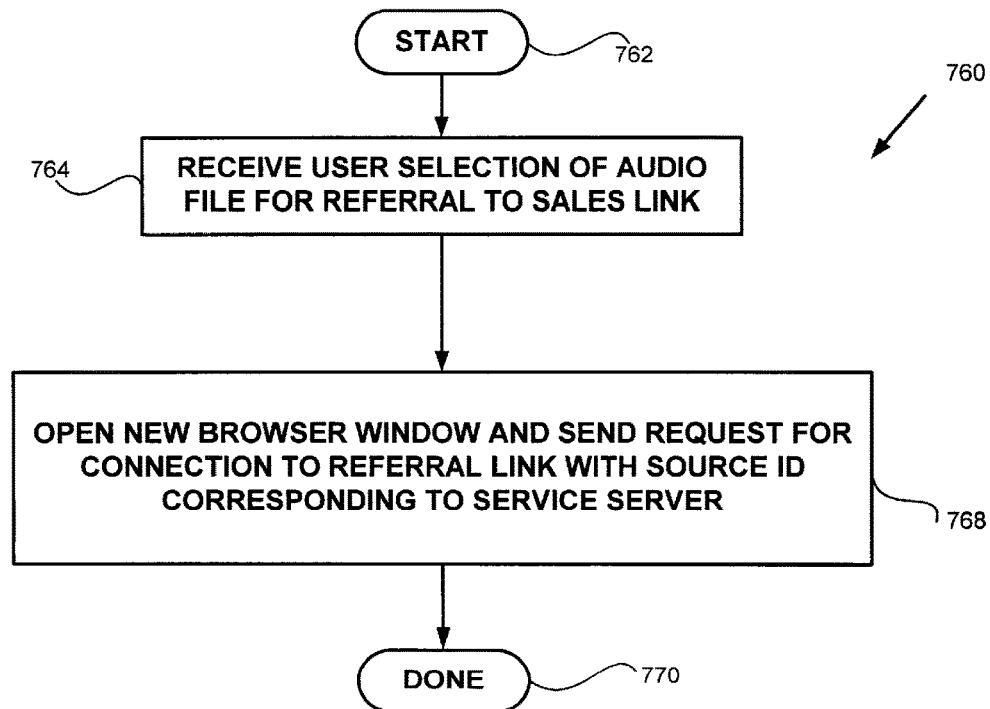 START
762
760
764
RECEIVE USER SELECTION OF AUDIO
FILE FOR REFERRAL TO SALES LINK
OPEN NEW BROWSER WINDOW AND SEND REQUEST FOR
CONNECTION TO REFERRAL LINK WITH SOURCE ID
CORRESPONDING TO SERVICE SERVER
768
DONE
770